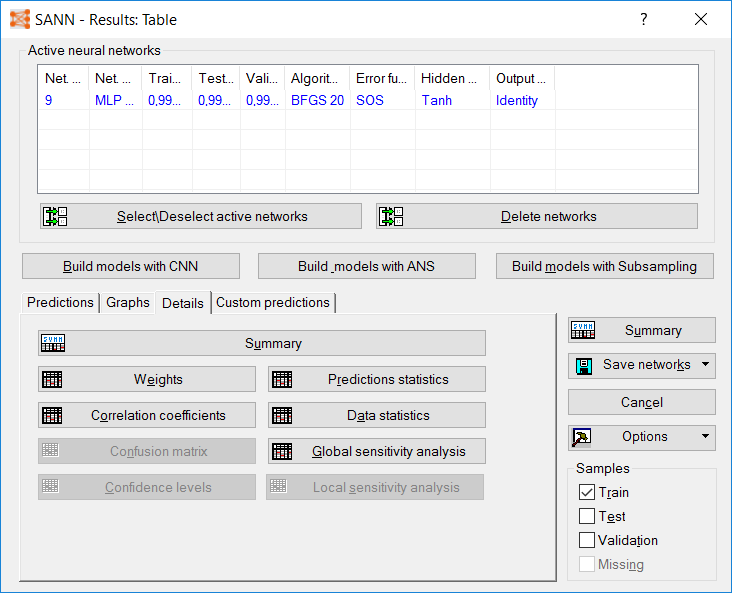 SANN - Results: Table
?
Active neural networks
Net. ... Net. ... Trai... Test... Vali... Algorit... Error fu... Hidden ... Output ...
9 MLP ... 0,99... 0,99... 0,99... BFGS 20 SOS Tanh Identity
Select\Deselect active networks Delete networks
Build models with CNN Build models with ANS Build models with Subsampling
Predictions Graphs Details Custom predictions
Summary
Weights Predictions statistics
Correlation coefficients Data statistics
Confusion matrix Global sensitivity analysis
Confidence levels Local sensitivity analysis
Summary
Save networks
Cancel
Options
Samples
Train
Test
Validation
Missing